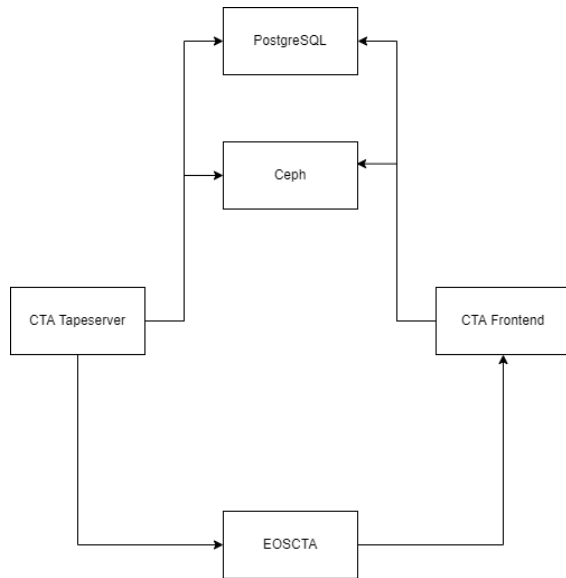 PostgreSQL
Ceph
CTA Tapeserver
CTA Frontend
EOSCTA